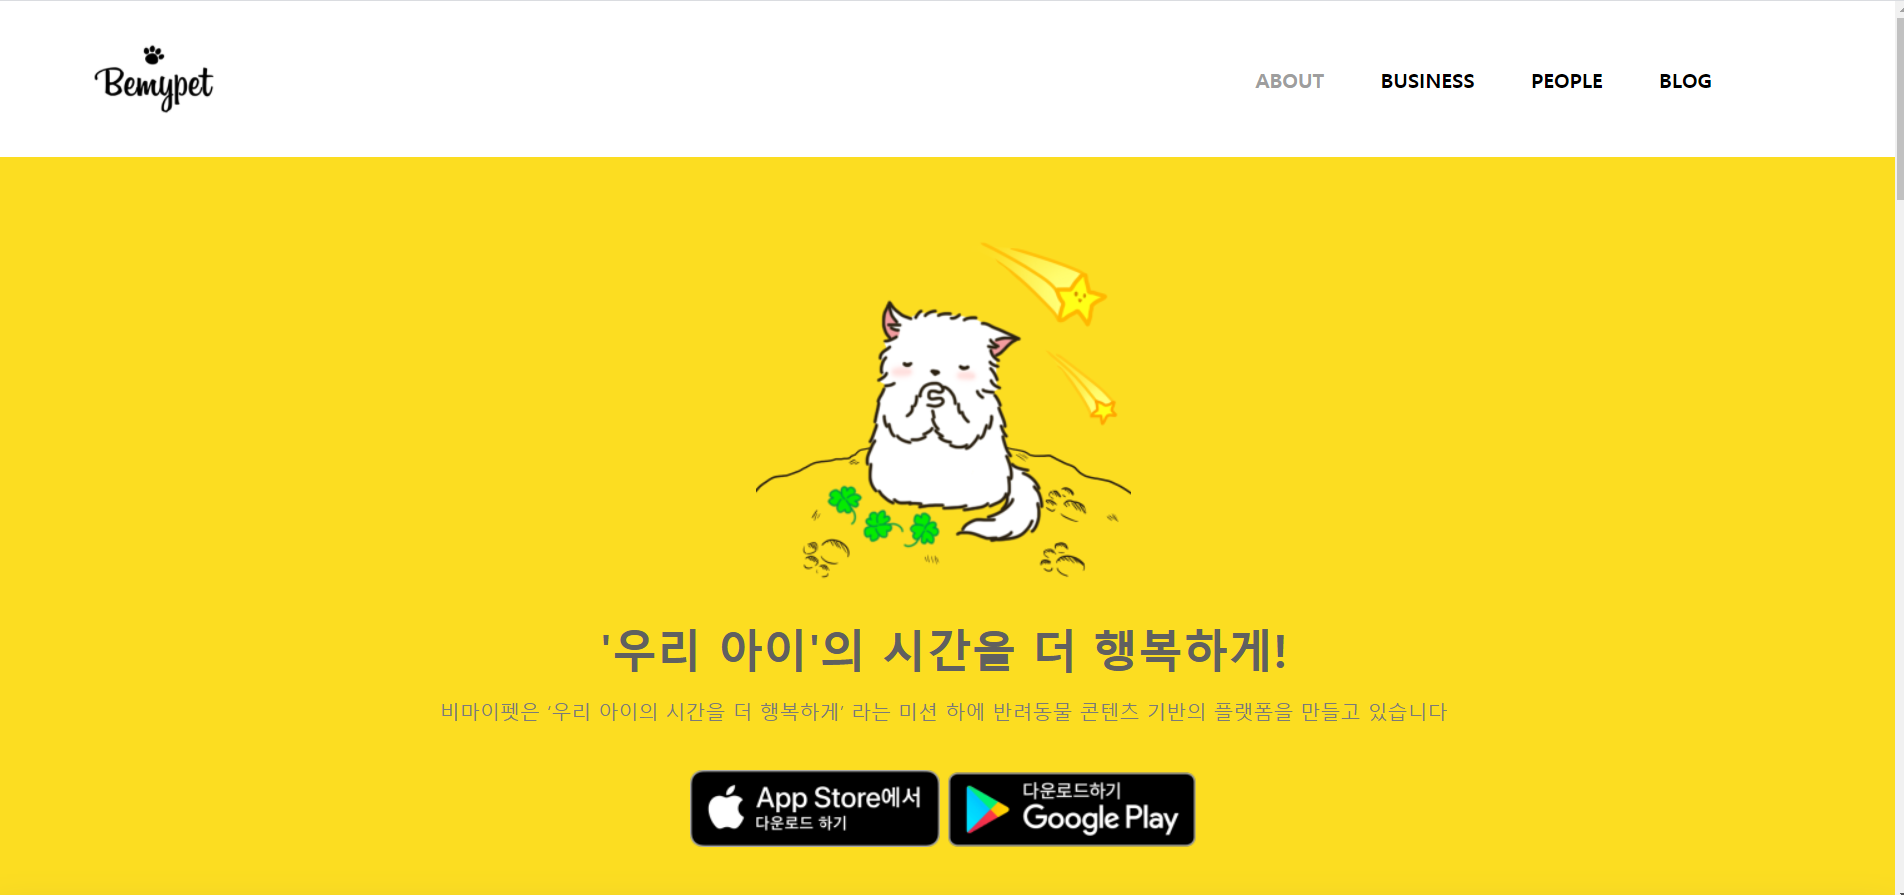 Bemypet
ABOUT BUSINESS PEOPLE BLOG
'우리 아이'의 시간을 더 행복하게!
비마이펫은 ‘우리 아이의 시간을 더 행복하게’ 라는 미션 하에 반려동물 콘텐츠 기반의 플랫폼을 만들고 있습니다
App Store에서
다운로드 하기
다운로드하기
Google Play